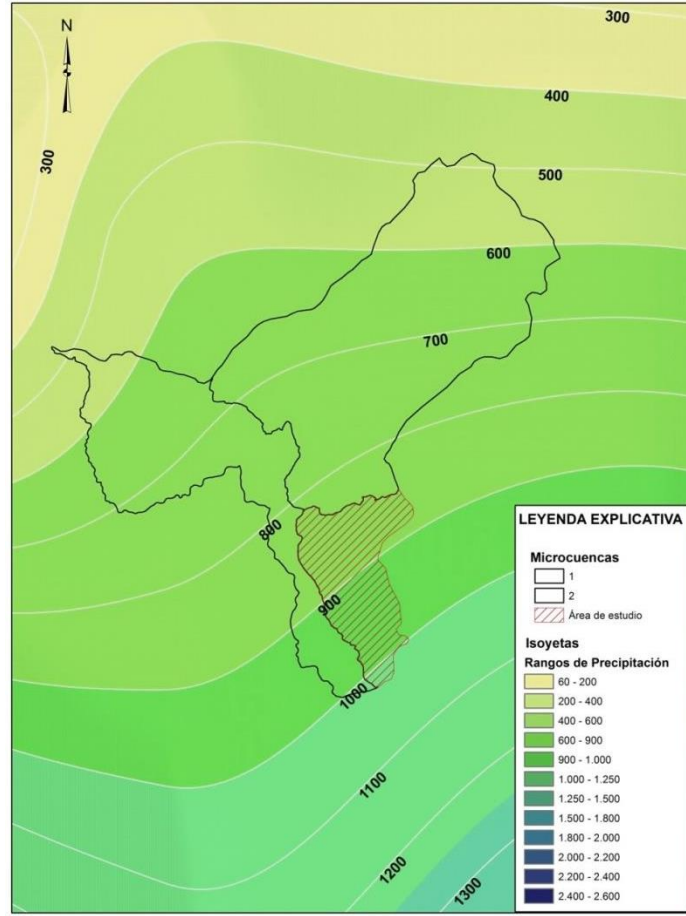 N
300
400
300
500
600
700
800
900
1000
1100
1200
1300
LEYENDA EXPLICATIVA
Microcuencas
1
2
Área de estudio
Isoyetas
Rangos de Precipitación
60 - 200
200 - 400
400 - 600
600 - 900
900 - 1.000
1.000 - 1.250
1.250 - 1.500
1.500 - 1.800
1.800 - 2.000
2.000 - 2.200
2.200 - 2.400
2.400 - 2.600